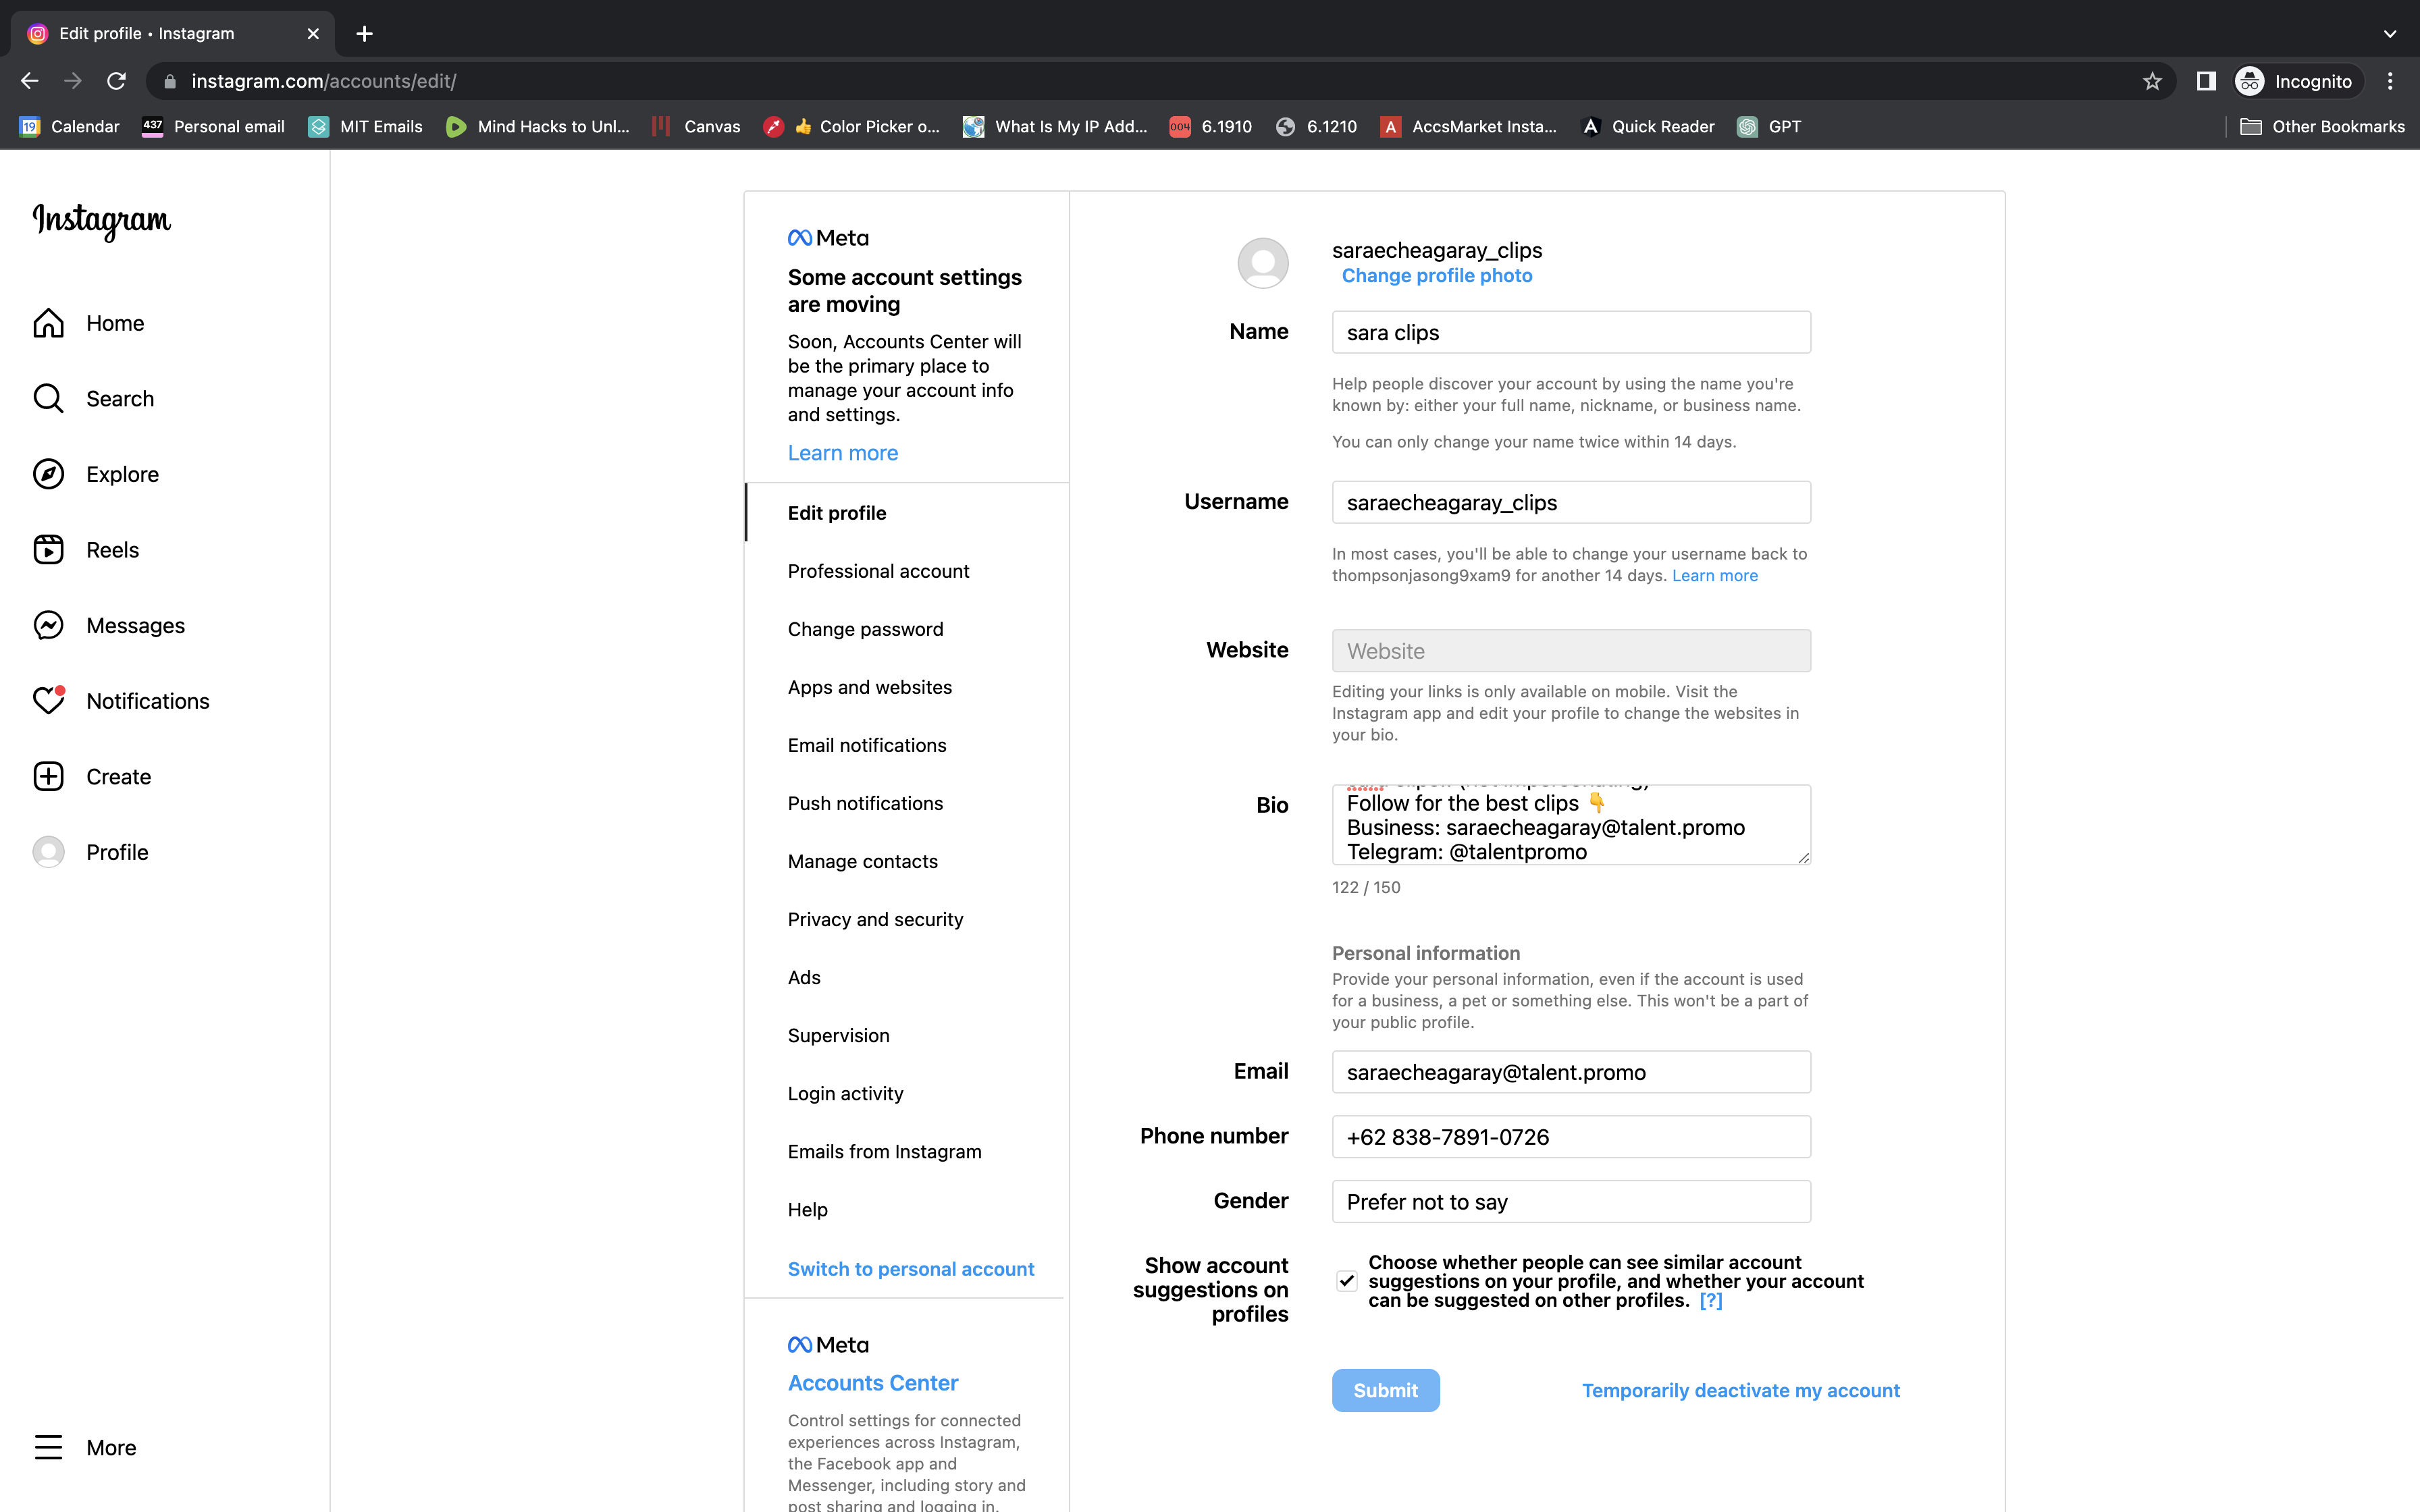 Edit profile • Instagram
instagram.com/accounts/edit/
Incognito
19 Calendar
437 Personal email
MIT Emails
Mind Hacks to Unl...
Canvas
👍 Color Picker o...
What Is My IP Add...
004 6.1910
6.1210
A AccsMarket Insta...
Quick Reader
GPT
Other Bookmarks
Instagram
Home
Search
Explore
Reels
Messages
Notifications
Create
Profile
More
Meta
Some account settings
are moving
Soon, Accounts Center will
be the primary place to
manage your account info
and settings.
Learn more
Edit profile
Professional account
Change password
Apps and websites
Email notifications
Push notifications
Manage contacts
Privacy and security
Ads
Supervision
Login activity
Emails from Instagram
Help
Switch to personal account
Meta
Accounts Center
Control settings for connected
experiences across Instagram,
the Facebook app and
Messenger, including story and
post sharing and logging in.
saraecheagaray_clips
Change profile photo
Name
sara clips
Help people discover your account by using the name you're
known by: either your full name, nickname, or business name.
You can only change your name twice within 14 days.
Username
saraecheagaray_clips
In most cases, you'll be able to change your username back to
thompsonjasong9xam9 for another 14 days. Learn more
Website
Website
Editing your links is only available on mobile. Visit the
Instagram app and edit your profile to change the websites in
your bio.
Bio
Follow for the best clips 👇
Business: saraecheagaray@talent.promo
Telegram: @talentpromo
122 / 150
Personal information
Provide your personal information, even if the account is used
for a business, a pet or something else. This won't be a part of
your public profile.
Email
saraecheagaray@talent.promo
Phone number
+62 838-7891-0726
Gender
Prefer not to say
Show account
suggestions on
profiles
Choose whether people can see similar account
suggestions on your profile, and whether your account
can be suggested on other profiles. [?]
Submit
Temporarily deactivate my account